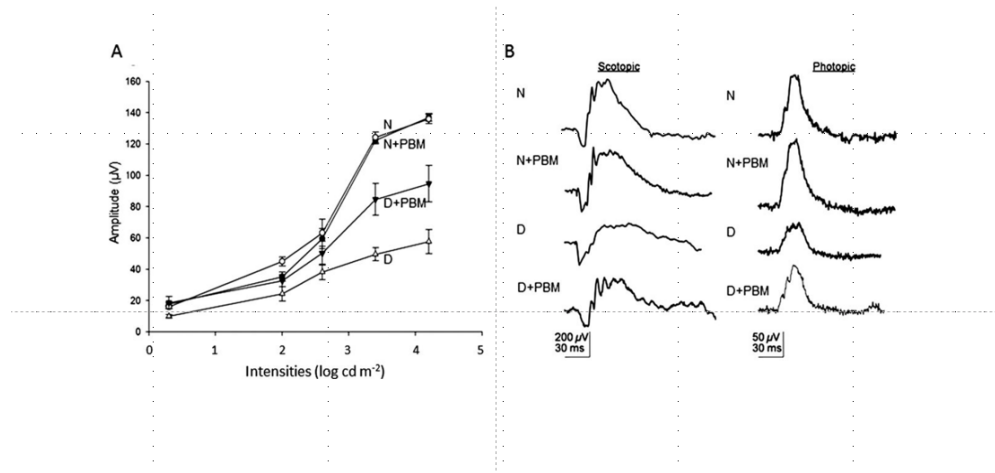 A
160
140
120
100
80
60
40
20
0
Amplitude (µV)
0 1 2 3 4 5
Intensities (log cd m-2)
N
N+PBM
D+PBM
D
B
Scotopic
N
N+PBM
D
D+PBM
200 µV
30 ms
Photopic
N
N+PBM
D
D+PBM
50 µV
30 ms